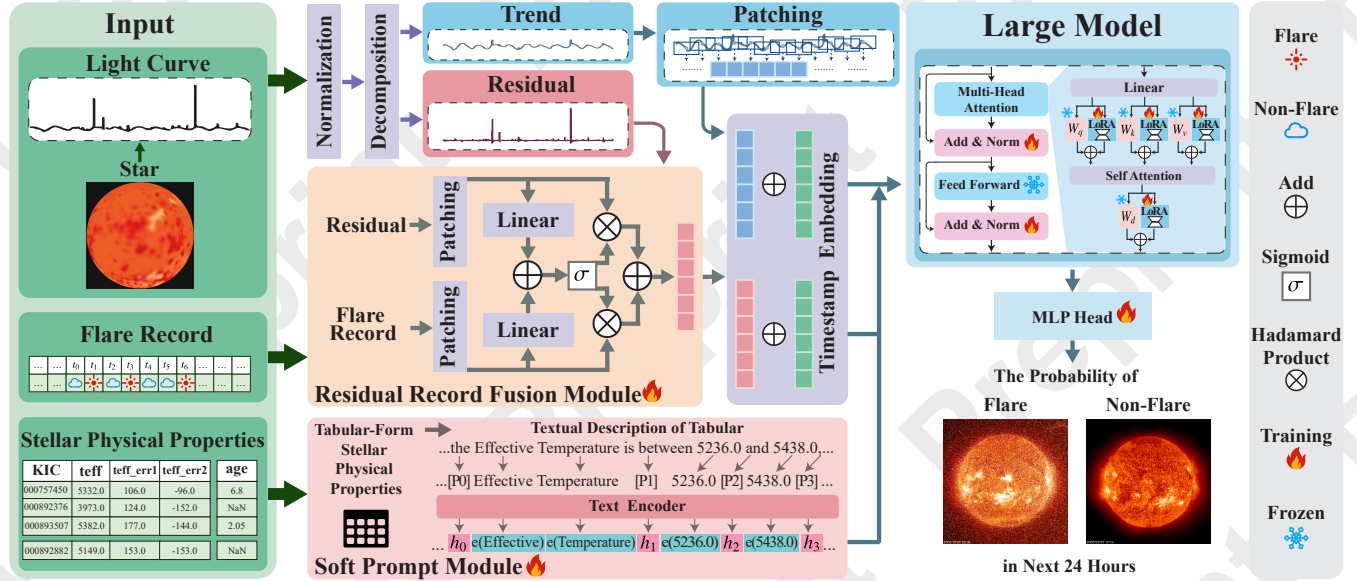 Input
Light Curve
Star
Flare Record
... ... t0 t1 t2 t3 t4 t5 t6 ... ...
... ... ... ...
Stellar Physical Properties
KIC teff teff_err1 teff_err2 age
000757450 5332.0 106.0 -96.0 6.8
000892376 3973.0 124.0 -152.0 NaN
000893507 5382.0 177.0 -144.0 2.05
000892882 5149.0 153.0 -153.0 NaN
Normalization
Decomposition
Trend
Residual
Patching
........ ........
Residual
Patching
Linear
σ
Flare
Record
Patching
Linear
Residual Record Fusion Module
Timestamp Embedding
Tabular-Form
Stellar
Physical
Properties
Textual Description of Tabular
...the Effective Temperature is between 5236.0 and 5438.0,...
...[P0] Effective Temperature [P1] 5236.0 [P2] 5438.0 [P3] ...
Text Encoder
... h0 e(Effective) e(Temperature) h1 e(5236.0) h2 e(5438.0) h3 ...
Soft Prompt Module
Large Model
Multi-Head
Attention
Add & Norm
Feed Forward
Add & Norm
Linear
Wq LoRA Wk LoRA Wv LoRA
Self Attention
Wd LoRA
MLP Head
The Probability of
Flare Non-Flare
in Next 24 Hours
Flare
Non-Flare
Add
Sigmoid
σ
Hadamard
Product
Training
Frozen
Preprint